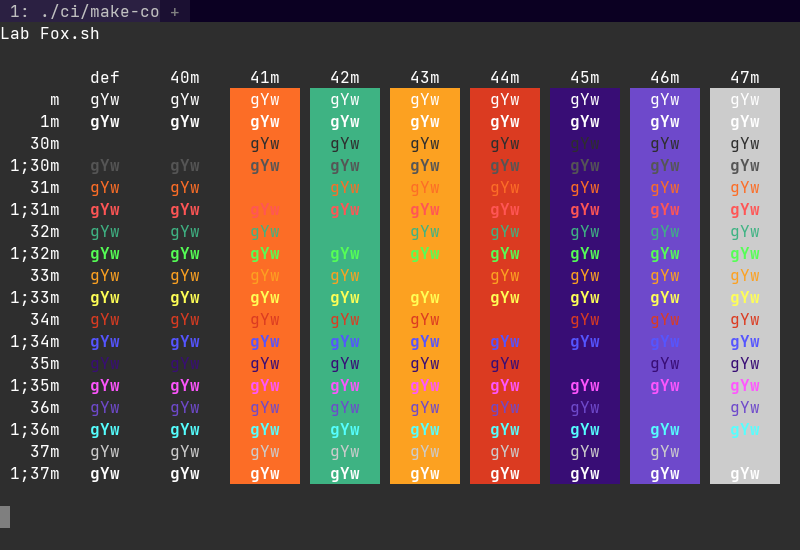 1: ./ci/make-co +
Lab Fox.sh
def 40m 41m 42m 43m 44m 45m 46m 47m
m gYw gYw gYw gYw gYw gYw gYw gYw gYw
1m gYw gYw gYw gYw gYw gYw gYw gYw gYw
30m gYw gYw gYw gYw gYw gYw gYw
1;30m gYw gYw gYw gYw gYw gYw gYw gYw gYw
31m gYw gYw gYw gYw gYw gYw gYw gYw
1;31m gYw gYw gYw gYw gYw gYw gYw gYw gYw
32m gYw gYw gYw gYw gYw gYw gYw gYw
1;32m gYw gYw gYw gYw gYw gYw gYw gYw gYw
33m gYw gYw gYw gYw gYw gYw gYw gYw
1;33m gYw gYw gYw gYw gYw gYw gYw gYw gYw
34m gYw gYw gYw gYw gYw gYw gYw gYw
1;34m gYw gYw gYw gYw gYw gYw gYw gYw gYw
35m gYw gYw gYw gYw gYw gYw gYw gYw
1;35m gYw gYw gYw gYw gYw gYw gYw gYw gYw
36m gYw gYw gYw gYw gYw gYw gYw gYw
1;36m gYw gYw gYw gYw gYw gYw gYw gYw gYw
37m gYw gYw gYw gYw gYw gYw gYw gYw
1;37m gYw gYw gYw gYw gYw gYw gYw gYw gYw